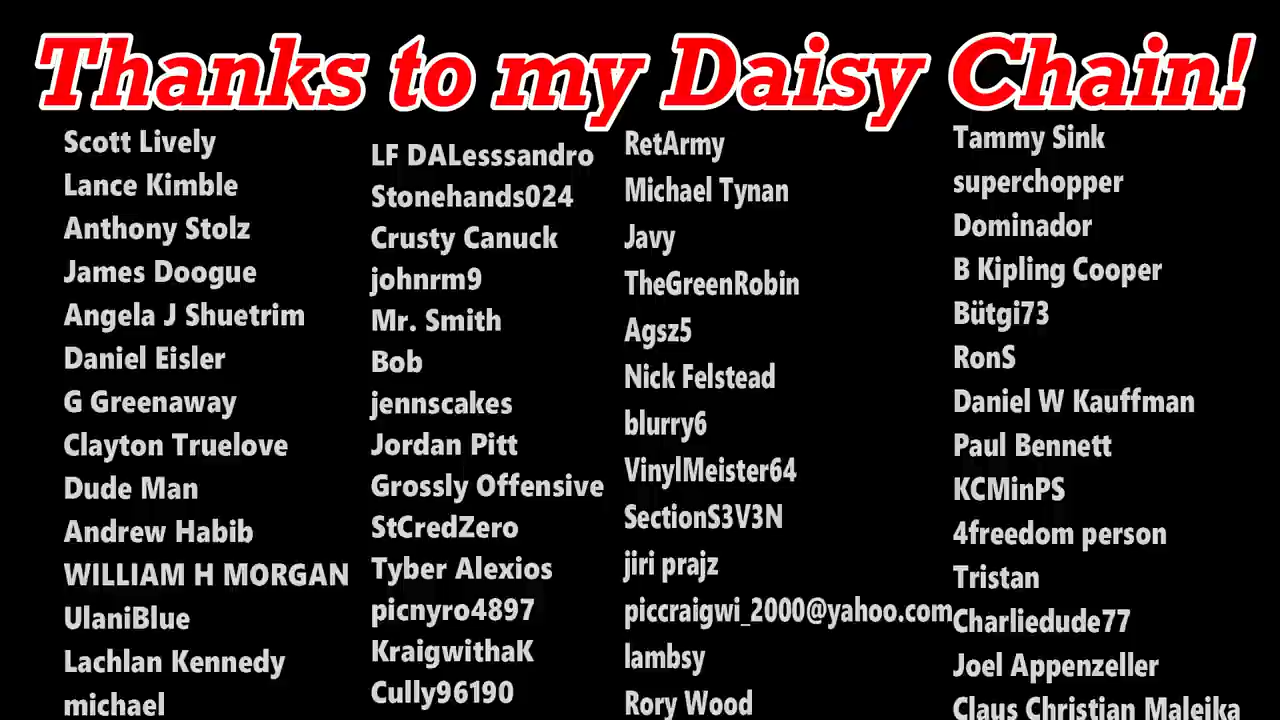 Thanks to my Daisy Chain!
Scott Lively
Lance Kimble
Anthony Stolz
James Doogue
Angela J Shuetrim
Daniel Eisler
G Greenaway
Clayton Truelove
Dude Man
Andrew Habib
WILLIAM H MORGAN
UlaniBlue
Lachlan Kennedy
michael
LF DALesssandro
Stonehands024
Crusty Canuck
johnrm9
Mr. Smith
Bob
jennscakes
Jordan Pitt
Grossly Offensive
StCredZero
Tyber Alexios
picnyro4897
KraigwithaK
Cully96190
RetArmy
Michael Tynan
Javy
TheGreenRobin
Agsz5
Nick Felstead
blurry6
VinylMeister64
SectionS3V3N
jiri prajz
piccraigwi_2000@yahoo.com
lambsy
Rory Wood
Tammy Sink
superchopper
Dominador
B Kipling Cooper
Bütgi73
RonS
Daniel W Kauffman
Paul Bennett
KCMinPS
4freedom person
Tristan
Charliedude77
Joel Appenzeller
Claus Christian Maleika